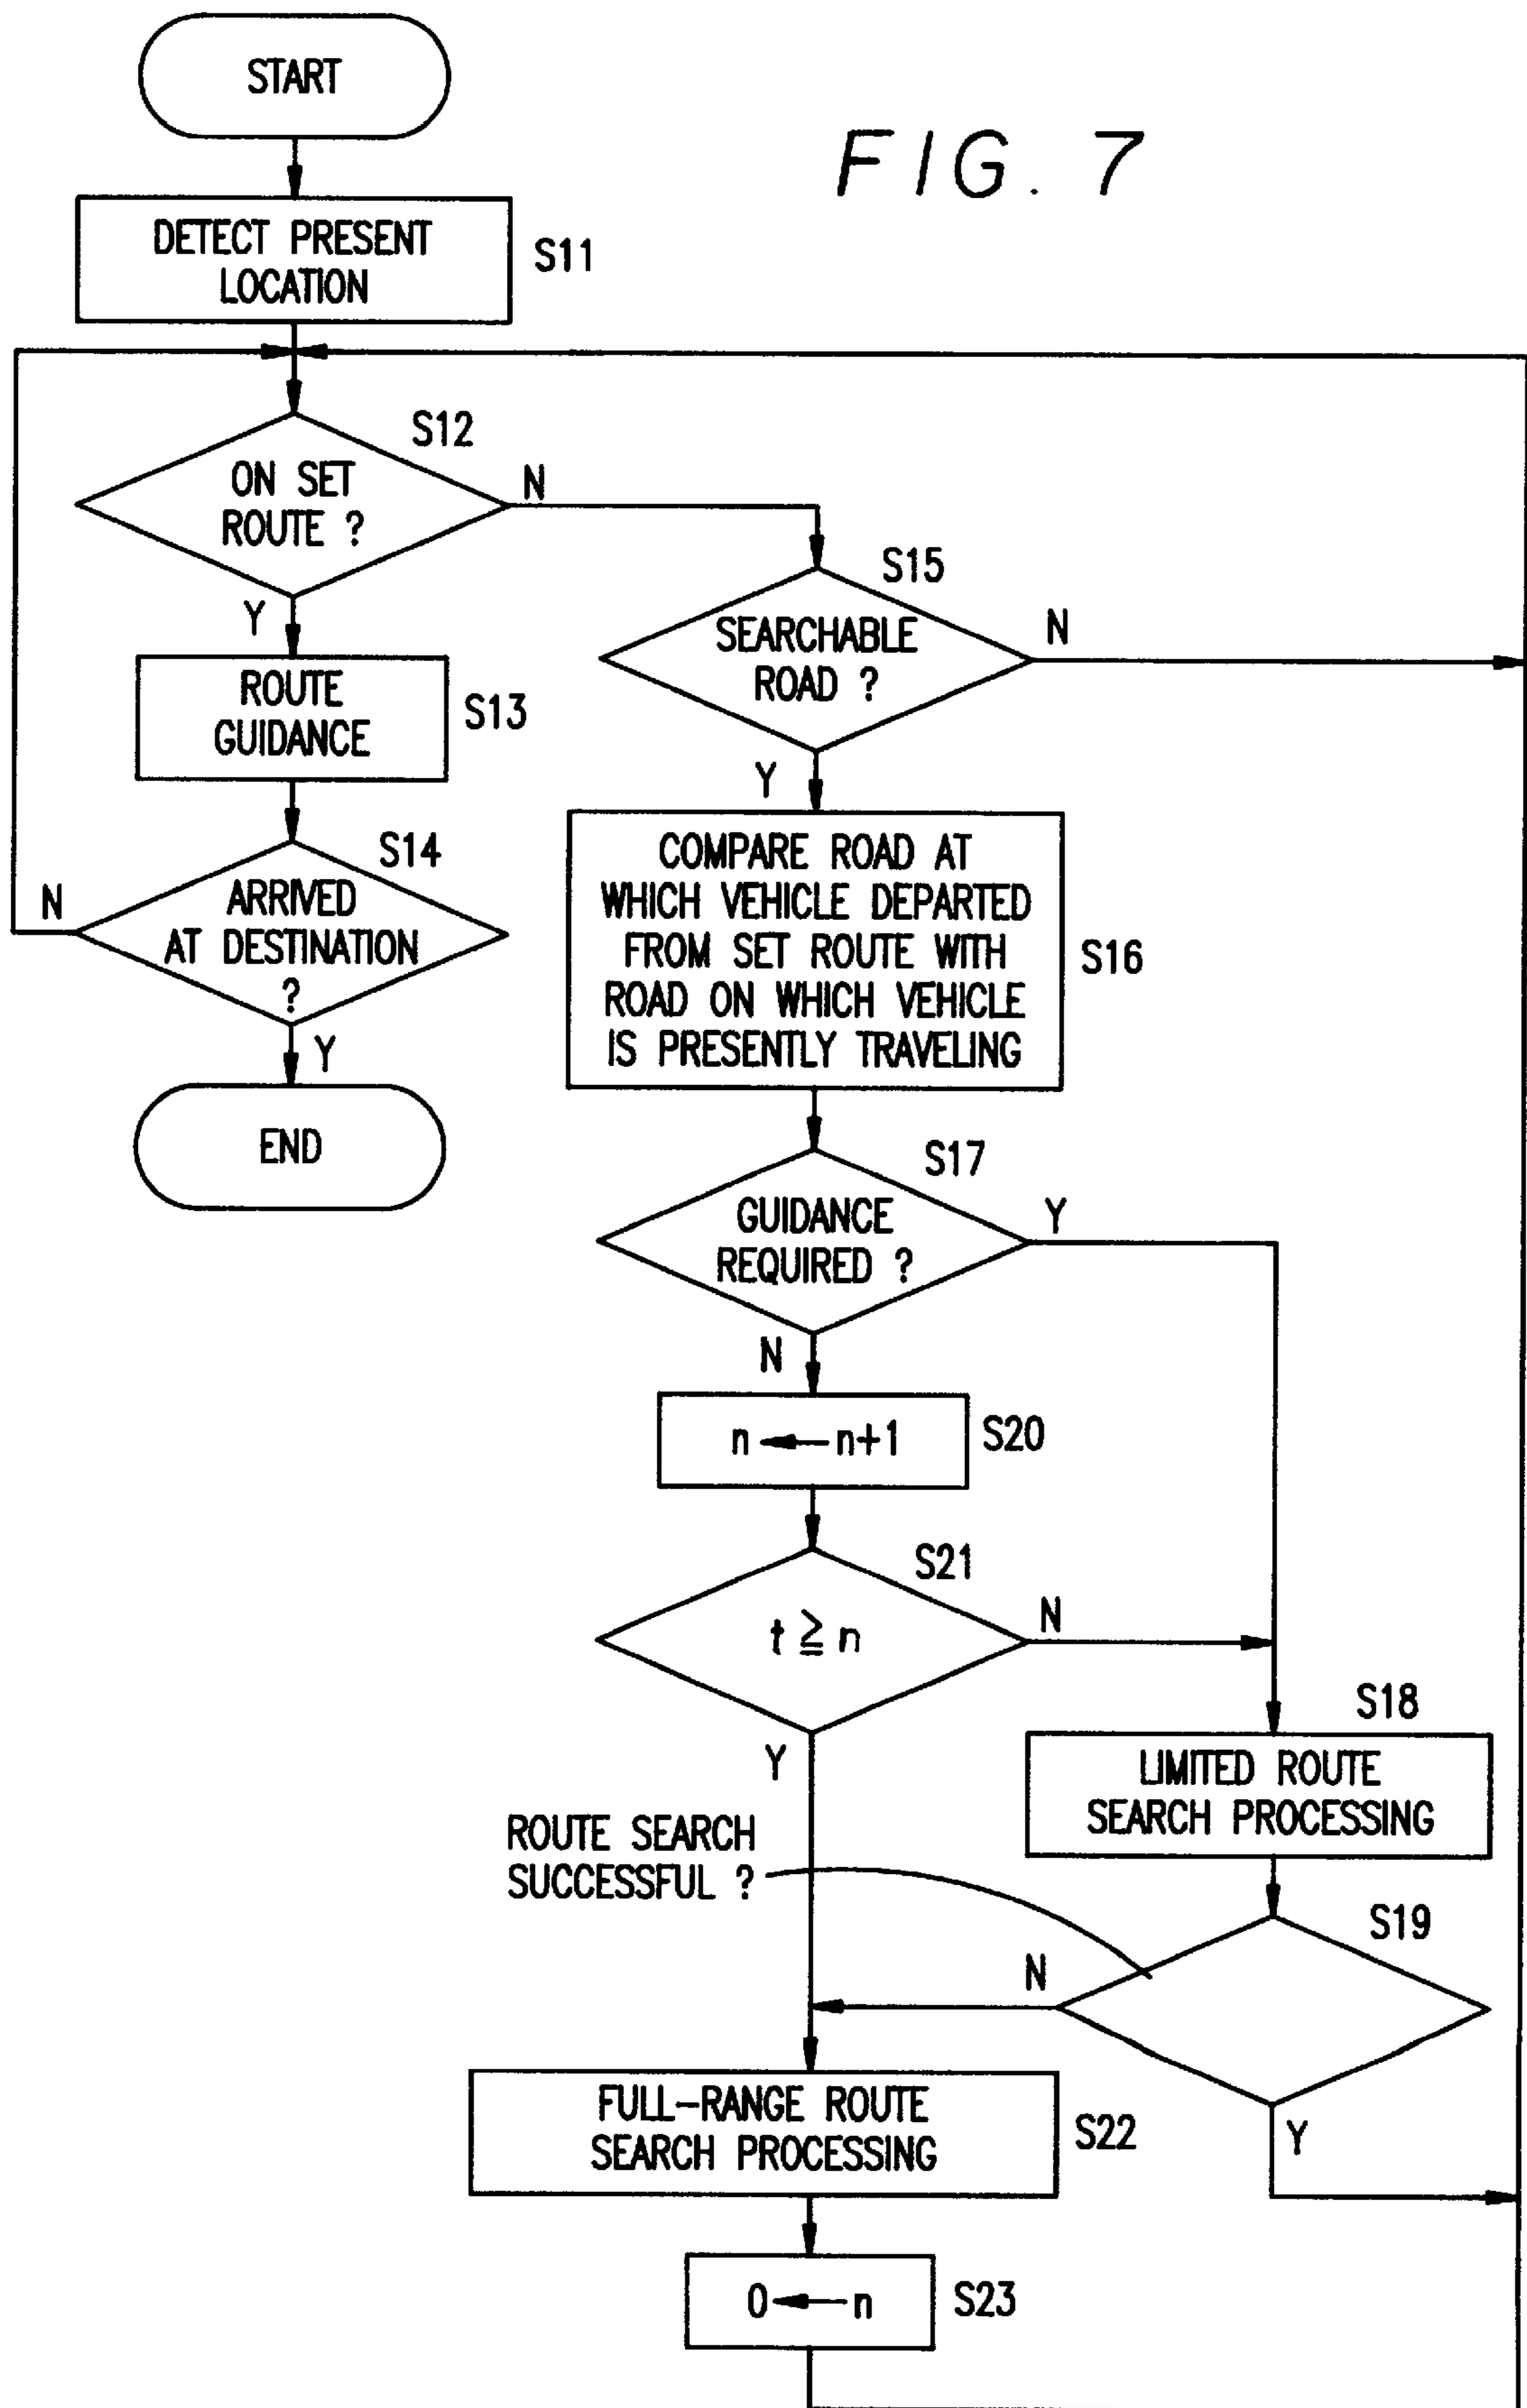 START
FIG. 7
DETECT PRESENT
LOCATION
S11
S12
ON SET
ROUTE ?
N
Y
S15
SEARCHABLE
ROAD ?
N
Y
ROUTE
GUIDANCE
S13
S14
ARRIVED
AT DESTINATION
?
N
Y
END
COMPARE ROAD AT
WHICH VEHICLE DEPARTED
FROM SET ROUTE WITH
ROAD ON WHICH VEHICLE
IS PRESENTLY TRAVELING
S16
S17
GUIDANCE
REQUIRED ?
Y
N
n←n+1
S20
S21
t ≧ n
N
Y
S18
LIMITED ROUTE
SEARCH PROCESSING
ROUTE SEARCH
SUCCESSFUL ?
S19
N
Y
FULL-RANGE ROUTE
SEARCH PROCESSING
S22
0←n
S23